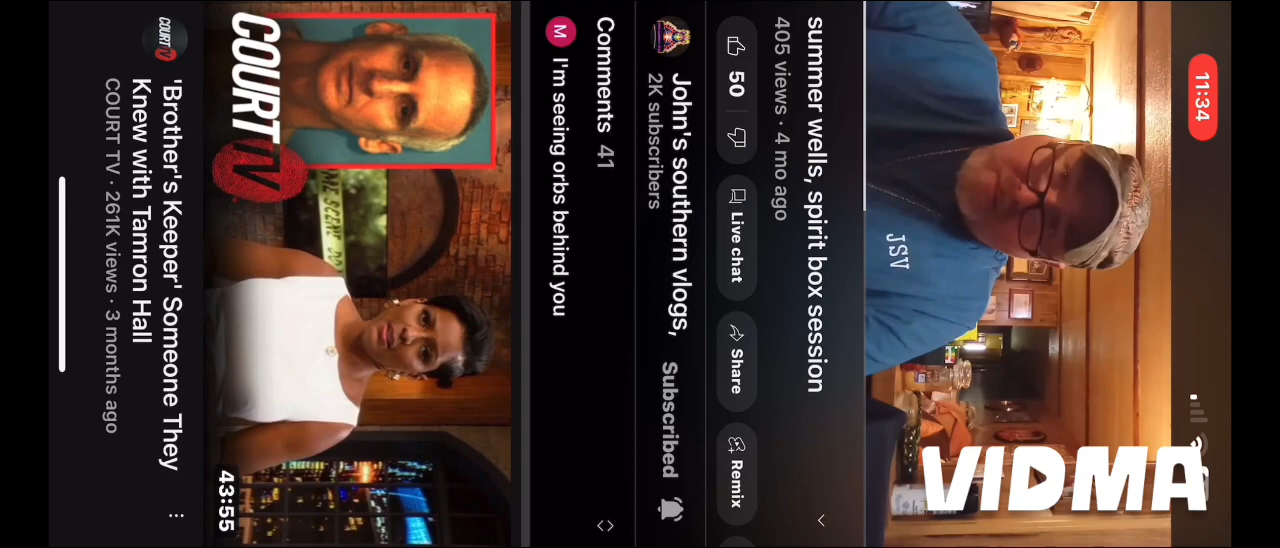 11:34
JSV
VIDMA
summer wells, spirit box session
405 views · 4 mo ago
50
Live chat
Share
Remix
John's southern vlogs,
2K subscribers
Subscribed
Comments 41
M
I'm seeing orbs behind you
COURT TV
43:55
COURT TV
'Brother's Keeper' Someone They
Knew with Tamron Hall
COURT TV · 261K views · 3 months ago